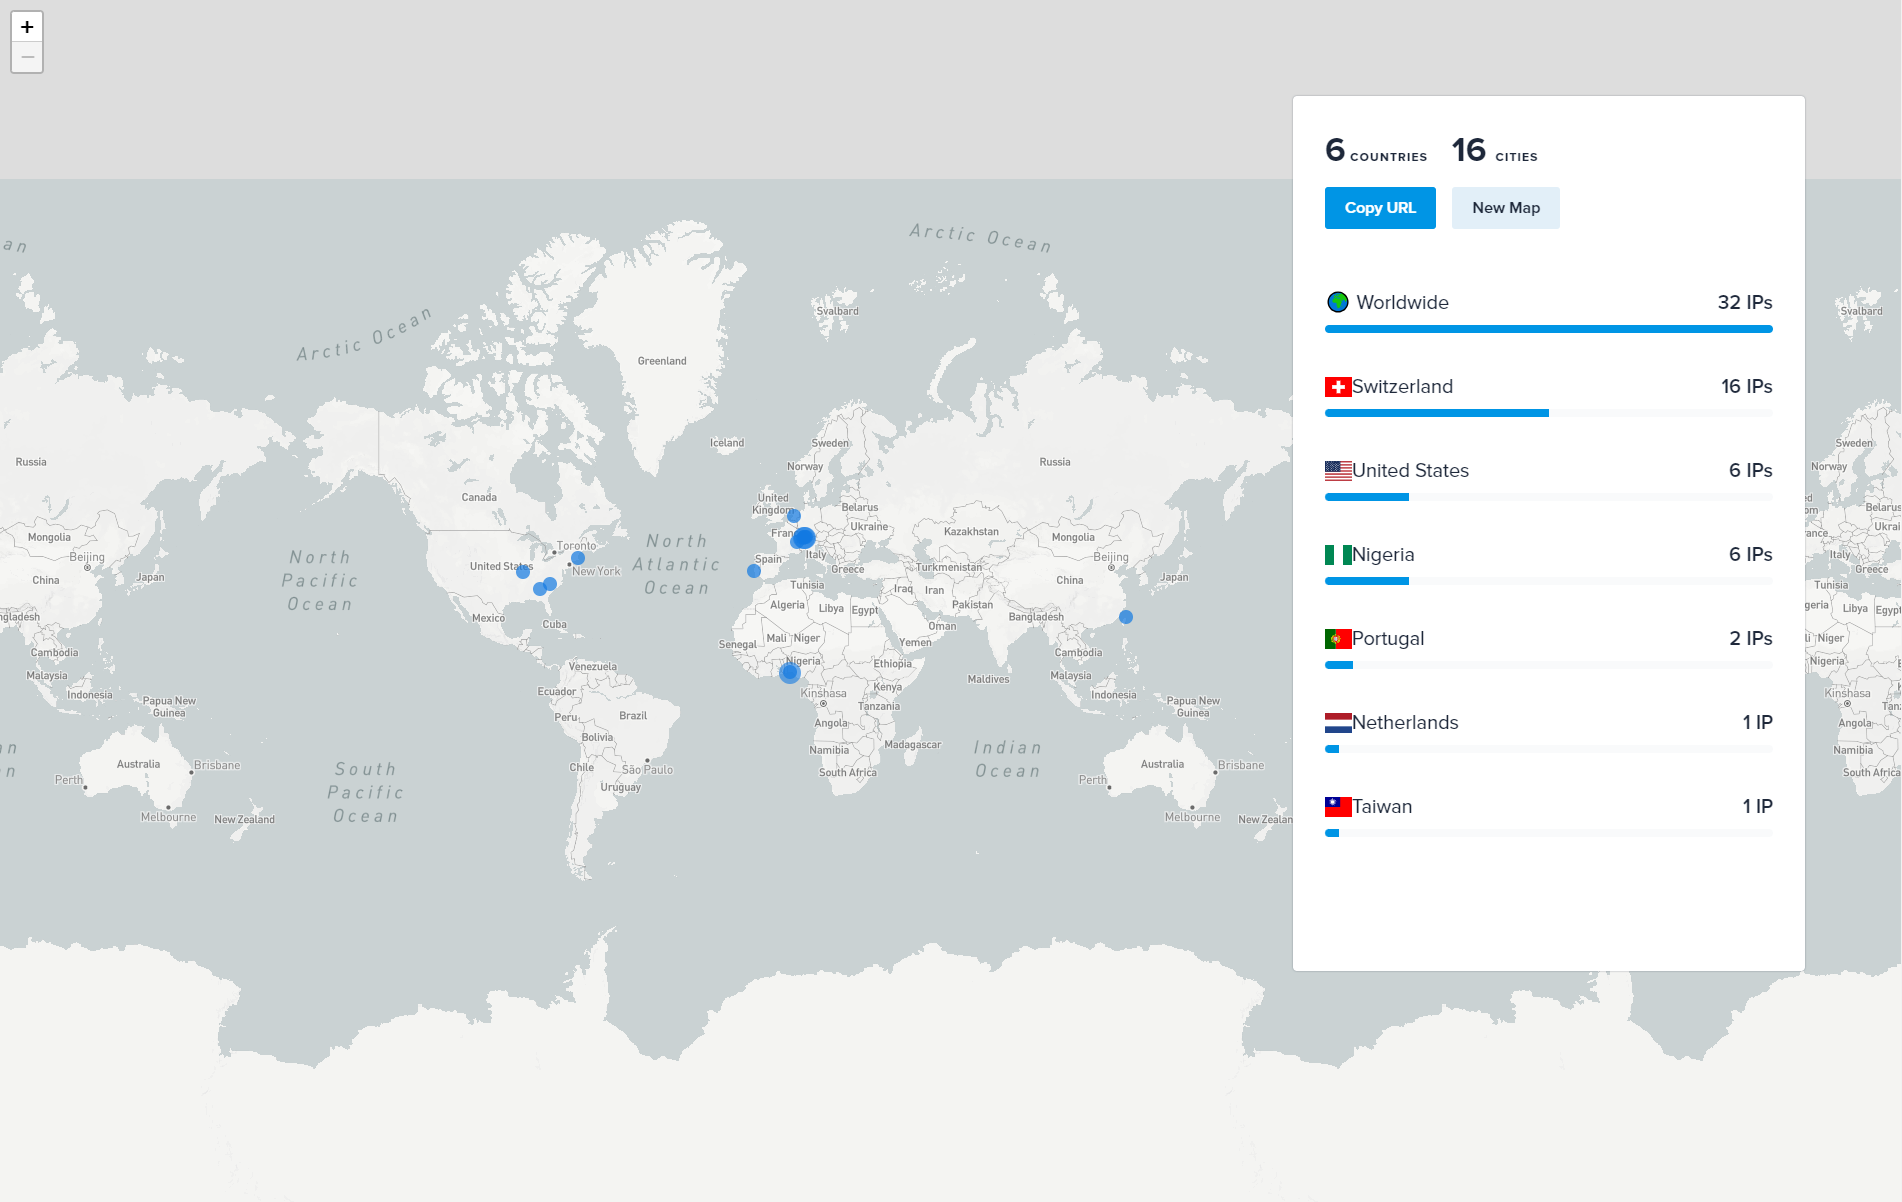 +
−
6 COUNTRIES 16 CITIES
Copy URL New Map
Worldwide 32 IPs
Switzerland 16 IPs
United States 6 IPs
Nigeria 6 IPs
Portugal 2 IPs
Netherlands 1 IP
Taiwan 1 IP
Arctic Ocean
Arctic Ocean
Svalbard
Svalbard
Greenland
Iceland
Sweden
Norway
Russia
Russia
Sweden
Norway
Canada
United
Kingdom
Belarus
Ukraine
Kazakhstan
Mongolia
Mongolia
Beijing
China
Japan
North
Pacific
Ocean
Toronto
United States
New York
North
Atlantic
Ocean
Spain
Italy
Greece
Turkmenistan
Beijing
China
Japan
Belarus
Italy
Greece
Tunisia
Algeria
Libya
Egypt
Iraq
Iran
Pakistan
Bangladesh
Oman
Yemen
Mexico
Cuba
Mali
Niger
Senegal
Nigeria
Ethiopia
Cambodia
Malaysia
Indonesia
Papua New
Guinea
Venezuela
Ecuador
Peru
Brazil
Bolivia
Chile
São Paulo
Uruguay
Kinshasa
Kenya
Tanzania
Angola
Namibia
Madagascar
South Africa
Maldives
Cambodia
Malaysia
Indonesia
Papua New
Guinea
Tunisia
Libya
Egypt
Niger
Nigeria
Kinshasa
Angola
Namibia
South Africa
Australia
Brisbane
Perth
Melbourne
New Zealand
South
Pacific
Ocean
Indian
Ocean
Australia
Brisbane
Perth
Melbourne